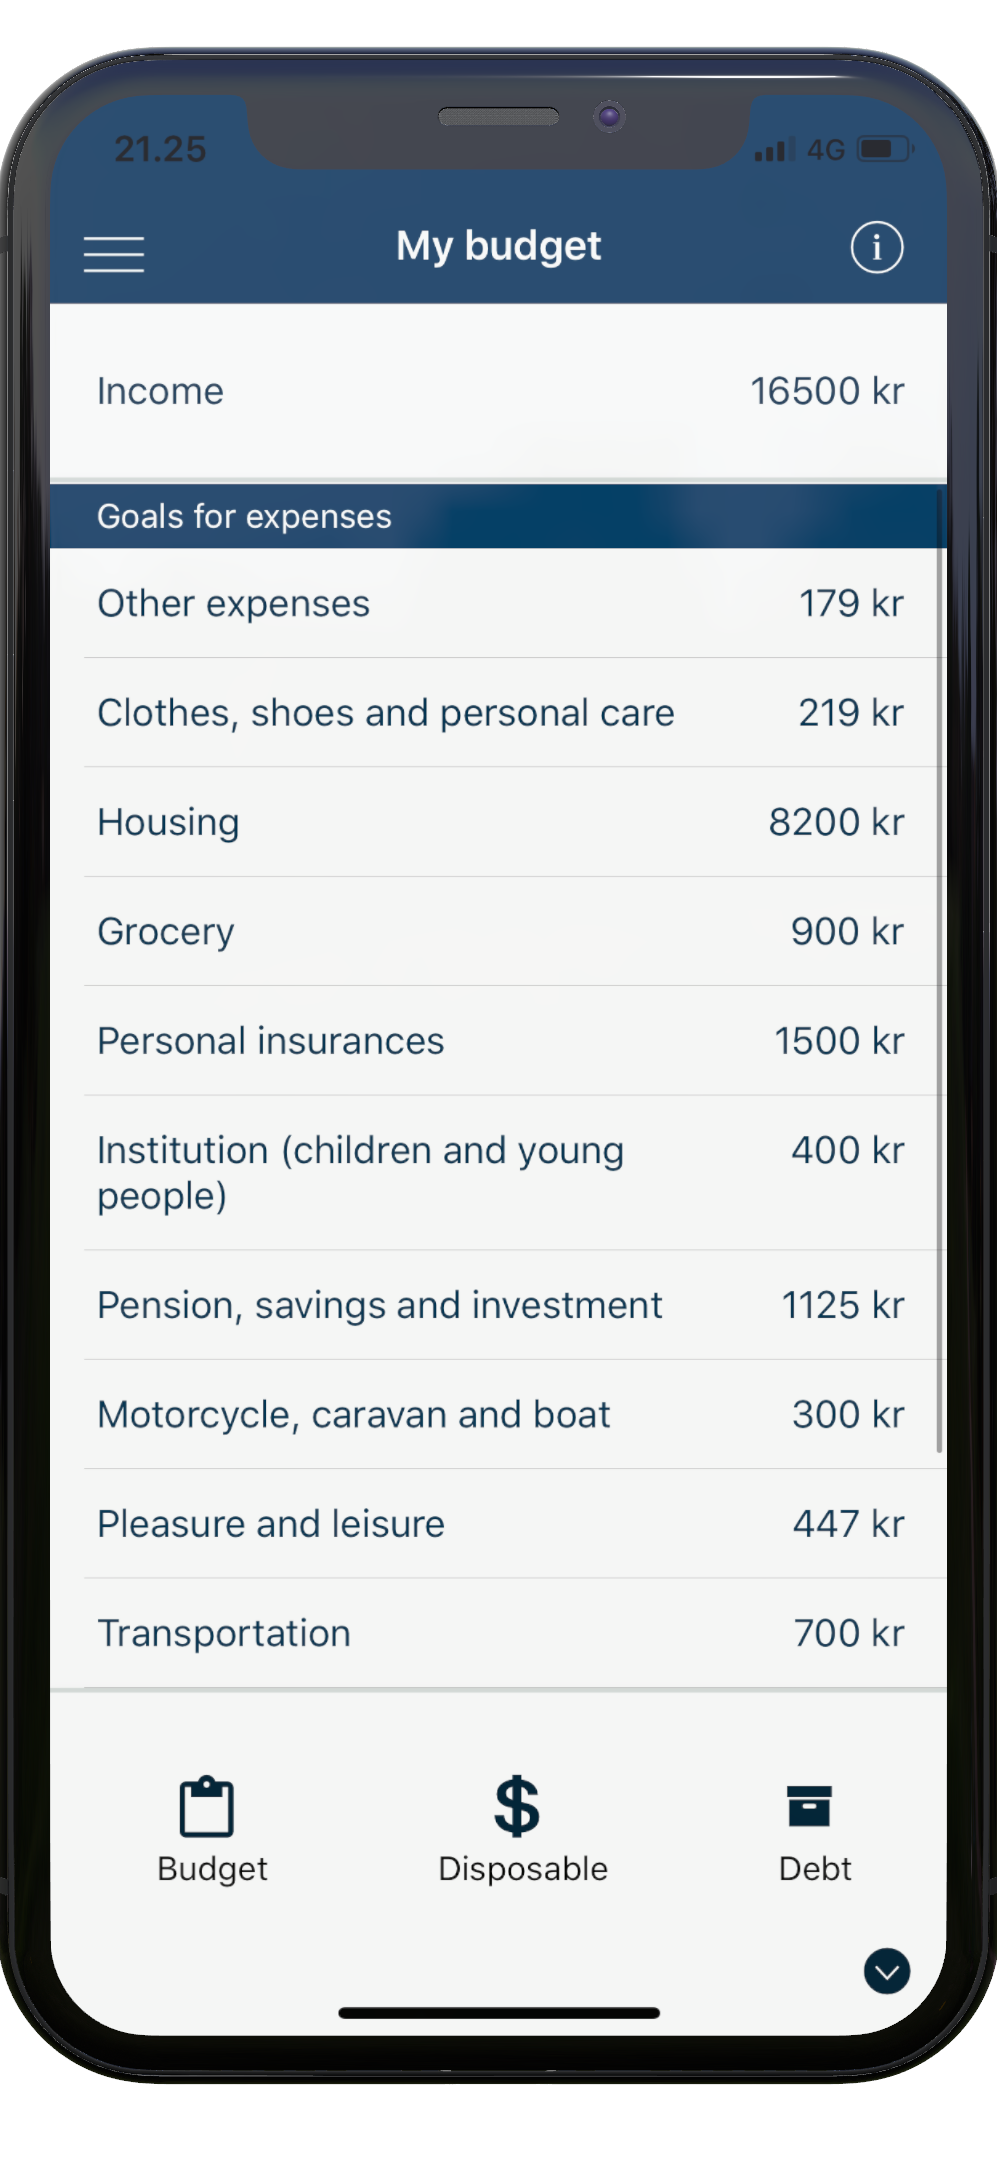 21.25
4G
My budget
i
Income 16500 kr
Goals for expenses
Other expenses 179 kr
Clothes, shoes and personal care 219 kr
Housing 8200 kr
Grocery 900 kr
Personal insurances 1500 kr
Institution (children and young 400 kr
people)
Pension, savings and investment 1125 kr
Motorcycle, caravan and boat 300 kr
Pleasure and leisure 447 kr
Transportation 700 kr
$
Budget Disposable Debt